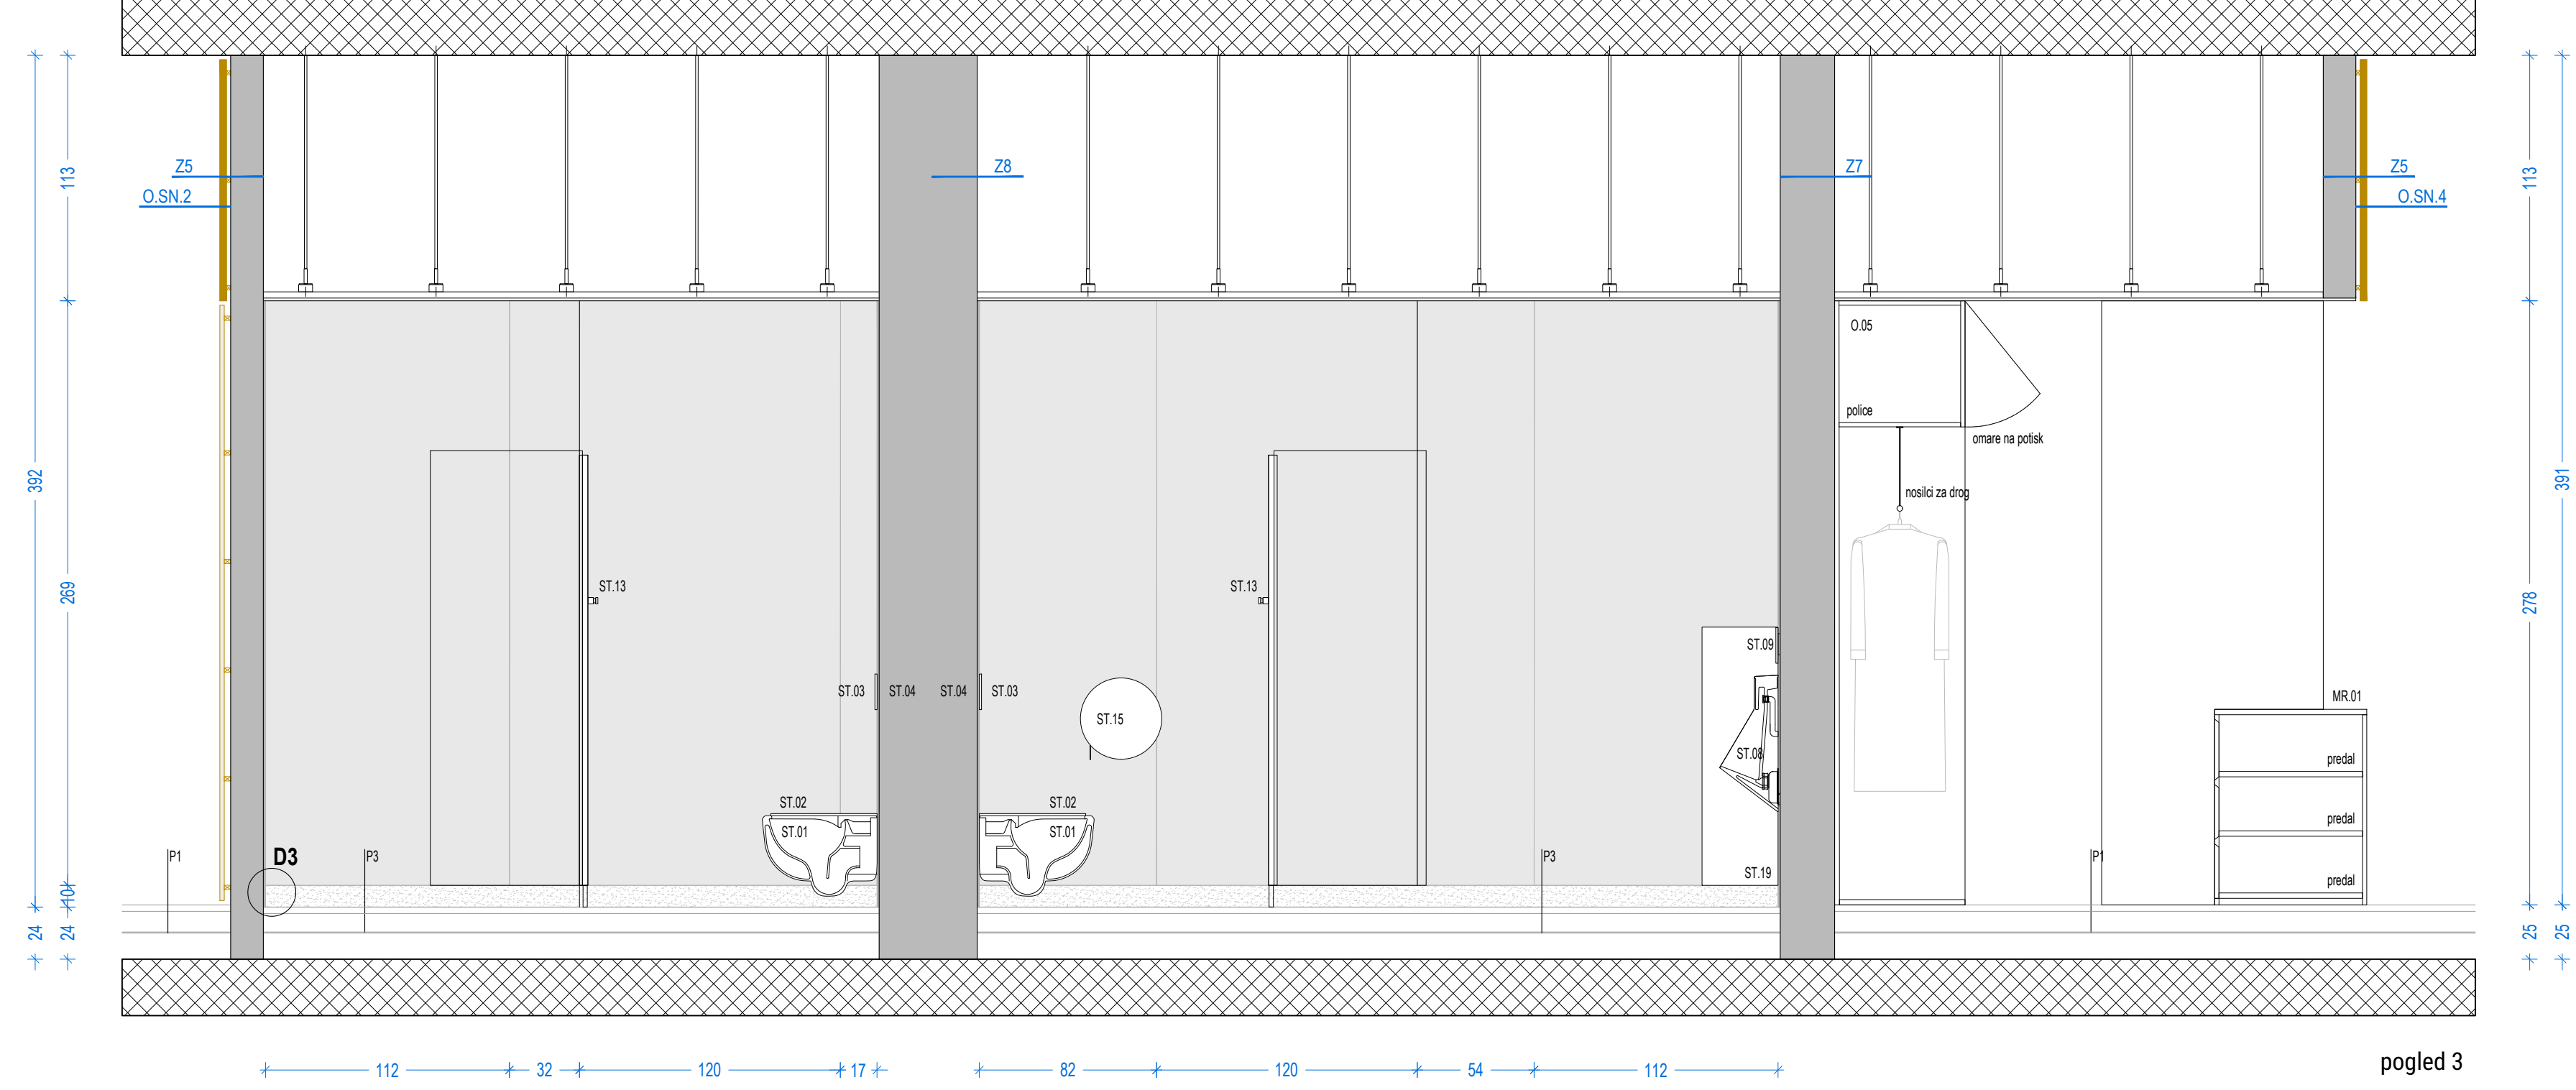 Z5
O.SN.2
Z8
Z7
Z5
O.SN.4
113
392
269
10
24
24
113
391
278
25
25
O.05
police
omare na potisk
nosilci za drog
ST.13
ST.13
ST.09
ST.03
ST.04
ST.04
ST.03
ST.15
MR.01
ST.08
predal
ST.02
ST.02
ST.01
ST.01
predal
D3
P1
P3
P3
P1
ST.19
predal
112
32
120
17
82
120
54
112
pogled 3